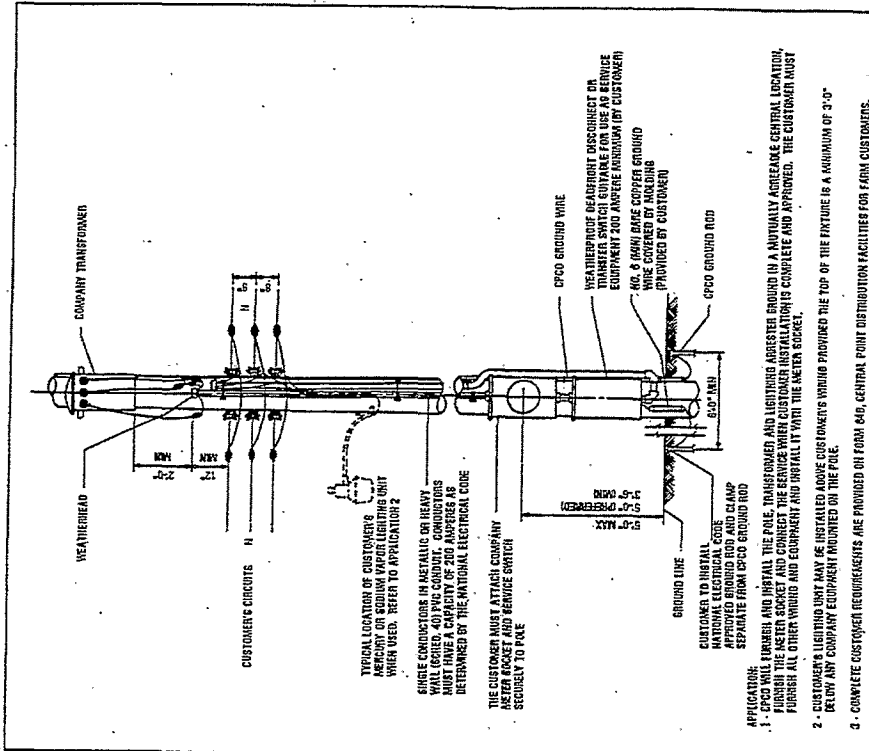 COMPANY TRANSFORMER
WEATHERHEAD
2'-0"
MIN
12"
MIN
8"
8"
N
N
CUSTOMER'S CIRCUITS
TYPICAL LOCATION OF CUSTOMER'S
MERCURY OR SODIUM VAPOR LIGHTING UNIT
WHEN USED. REFER TO APPLICATION 2
SINGLE CONDUCTORS IN METALLIC OR HEAVY
WALL (SCHED. 40) PVC CONDUIT. CONDUCTORS
MUST HAVE A CAPACITY OF 200 AMPERES AS
DETERMINED BY THE NATIONAL ELECTRICAL CODE
THE CUSTOMER MUST ATTACH COMPANY
METER SOCKET AND SERVICE SWITCH
SECURELY TO POLE
5'-0" MAX
5'-0" (PREFERRED)
3'-6" (MIN)
GROUND LINE
CPCO GROUND WIRE
WEATHERPROOF DEADFRONT DISCONNECT OR
TRANSFER SWITCH SUITABLE FOR USE AS SERVICE
EQUIPMENT 200 AMPERE MINIMUM (BY CUSTOMER)
NO. 6 (MIN) BARE COPPER GROUND
WIRE COVERED BY MOLDING
(PROVIDED BY CUSTOMER)
CPCO GROUND ROD
6'-0" MIN
CUSTOMER TO INSTALL
NATIONAL ELECTRICAL CODE
APPROVED GROUND ROD AND CLAMP
SEPARATE FROM CPCO GROUND ROD
APPLICATION:
1 - CPCO WILL FURNISH AND INSTALL THE POLE, TRANSFORMER AND LIGHTNING ARRESTER GROUND IN A MUTUALLY AGREEABLE CENTRAL LOCATION,
FURNISH THE METER SOCKET AND CONNECT THE SERVICE WHEN CUSTOMER INSTALLATION IS COMPLETE AND APPROVED. THE CUSTOMER MUST
FURNISH ALL OTHER WIRING AND EQUIPMENT AND INSTALL IT WITH THE METER SOCKET.
2 - CUSTOMER'S LIGHTING UNIT MAY BE INSTALLED ABOVE CUSTOMER'S WIRING PROVIDED THE TOP OF THE FIXTURE IS A MINIMUM OF 3'-0"
BELOW ANY COMPANY EQUIPMENT MOUNTED ON THE POLE.
3 - COMPLETE CUSTOMER REQUIREMENTS ARE PROVIDED ON FORM 648, CENTRAL POINT DISTRIBUTION FACILITIES FOR FARM CUSTOMERS.